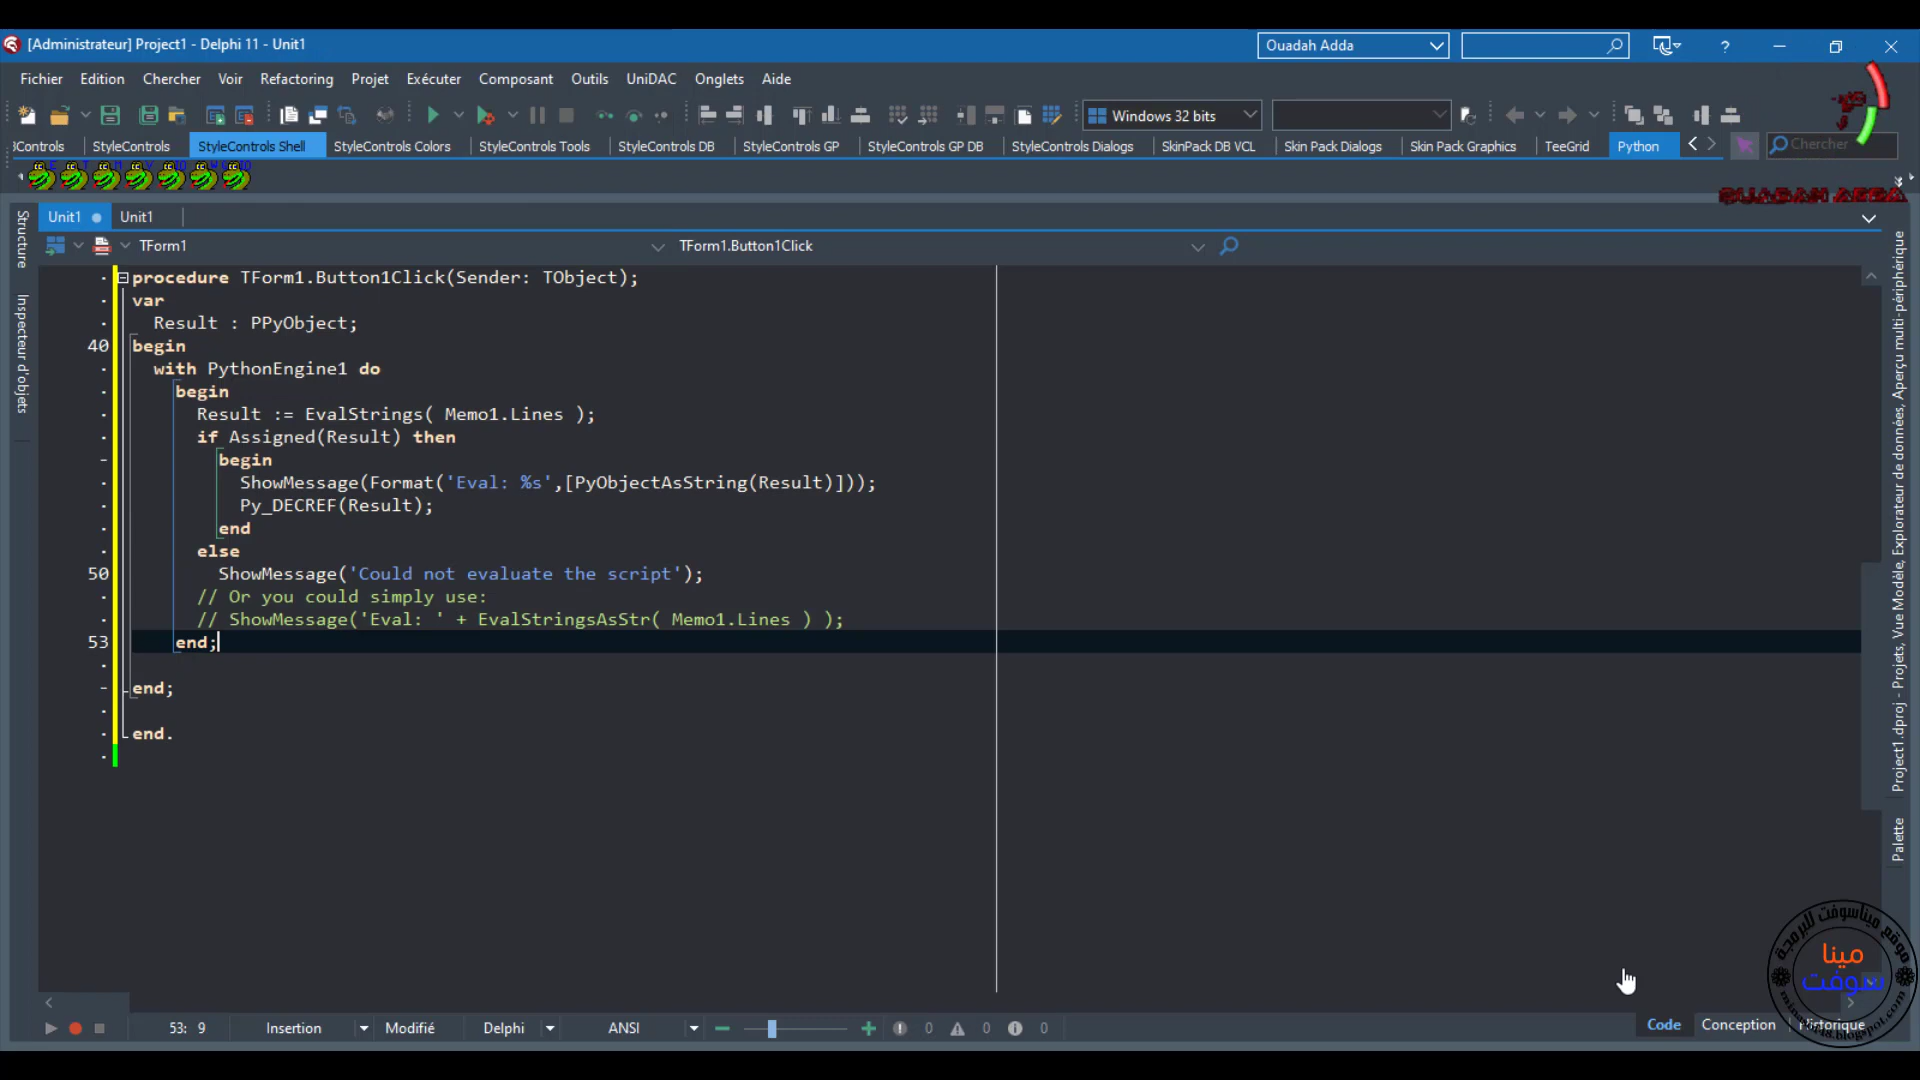 [Administrateur] Project1 - Delphi 11 - Unit1
Ouadah Adda
?
Fichier Edition Chercher Voir Refactoring Projet Exécuter Composant Outils UniDAC Onglets Aide
Windows 32 bits
Controls StyleControls StyleControls Shell StyleControls Colors StyleControls Tools StyleControls DB StyleControls GP StyleControls GP DB StyleControls Dialogs SkinPack DB VCL Skin Pack Dialogs Skin Pack Graphics TeeGrid Python
Chercher
OUADAH ADDA
Structure
Inspecteur d'objets
Unit1 Unit1
TForm1 TForm1.Button1Click
procedure TForm1.Button1Click(Sender: TObject);
var
Result : PPyObject;
40 begin
with PythonEngine1 do
begin
Result := EvalStrings( Memo1.Lines );
if Assigned(Result) then
begin
ShowMessage(Format('Eval: %s',[PyObjectAsString(Result)]));
Py_DECREF(Result);
end
else
50 ShowMessage('Could not evaluate the script');
// Or you could simply use:
// ShowMessage('Eval: ' + EvalStringsAsStr( Memo1.Lines ) );
53 end;
end;
end.
Project1.dproj - Projets, Vue Modèle, Explorateur de données, Aperçu multi-périphérique
Palette
موقع ميناسوفت للبرمجة
مينا
سوفت
53: 9 Insertion Modifié Delphi ANSI 0 0 0
Code Conception Historique